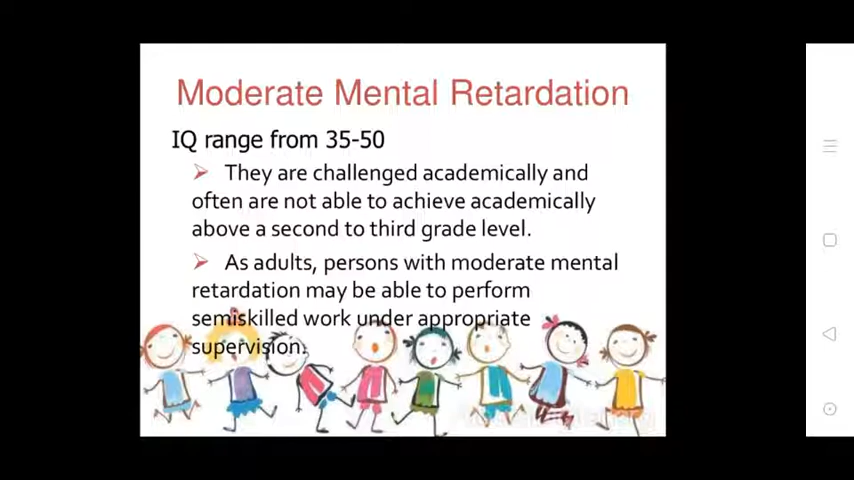 Moderate Mental Retardation
IQ range from 35-50
They are challenged academically and
often are not able to achieve academically
above a second to third grade level.
As adults, persons with moderate mental
retardation may be able to perform
semiskilled work under appropriate
supervision.